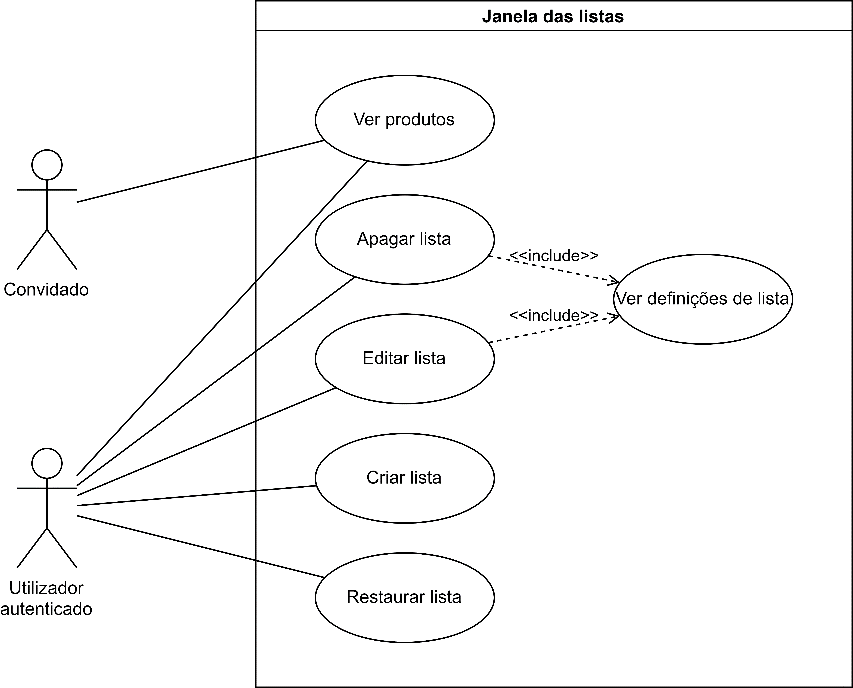 Janela das listas
Ver produtos
Convidado
Apagar lista
<<include>>
Ver definições de lista
<<include>>
Editar lista
Criar lista
Utilizador
autenticado
Restaurar lista